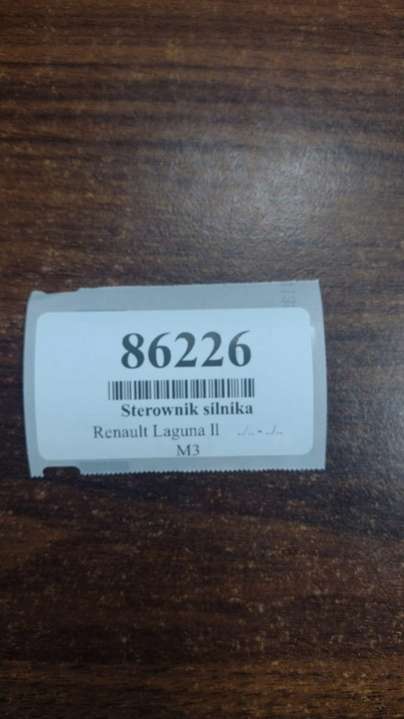 86226
Sterownik silnika
Renault Laguna II ./.. - ./..
M3